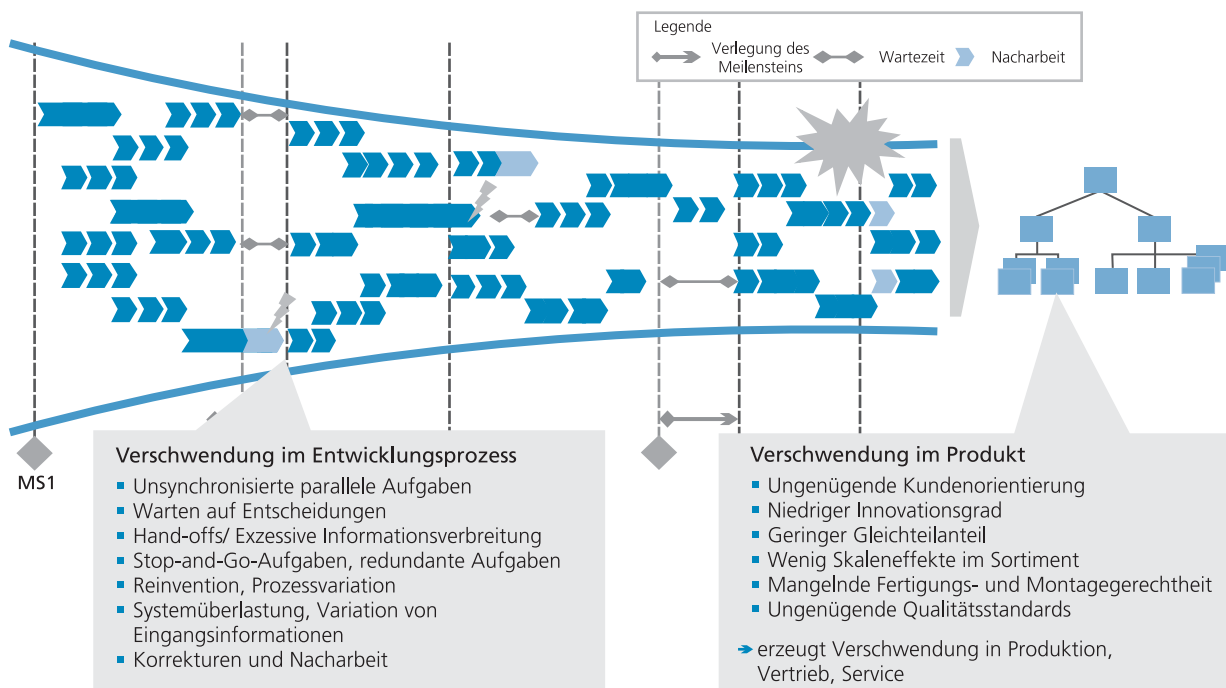 Legende
Verlegung des
Meilensteins
Wartezeit
Nacharbeit
MS1
Verschwendung im Entwicklungsprozess
Unsynchronisierte parallele Aufgaben
Warten auf Entscheidungen
Hand-offs/ Exzessive Informationsverbreitung
Stop-and-Go-Aufgaben, redundante Aufgaben
Reinvention, Prozessvariation
Systemüberlastung, Variation von
Eingangsinformationen
Korrekturen und Nacharbeit
Verschwendung im Produkt
Ungenügende Kundenorientierung
Niedriger Innovationsgrad
Geringer Gleichteilanteil
Wenig Skaleneffekte im Sortiment
Mangelnde Fertigungs- und Montagegerechtheit
Ungenügende Qualitätsstandards
erzeugt Verschwendung in Produktion,
Vertrieb, Service